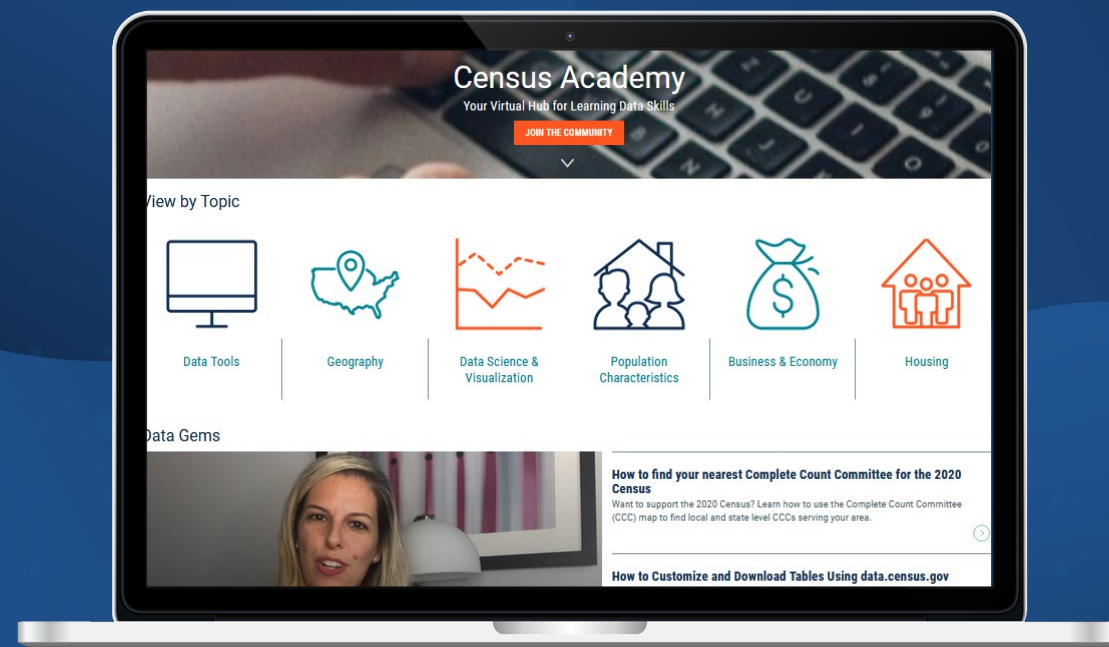 Census Academy
Your Virtual Hub for Learning Data Skills
JOIN THE COMMUNITY
View by Topic
Data Tools
Geography
Data Science &
Visualization
Population
Characteristics
Business & Economy
Housing
$
Data Gems
How to find your nearest Complete Count Committee for the 2020
Census
Want to support the 2020 Census? Learn how to use the Complete Count Committee
(CCC) map to find local and state level CCCs serving your area.
How to Customize and Download Tables Using data.census.gov